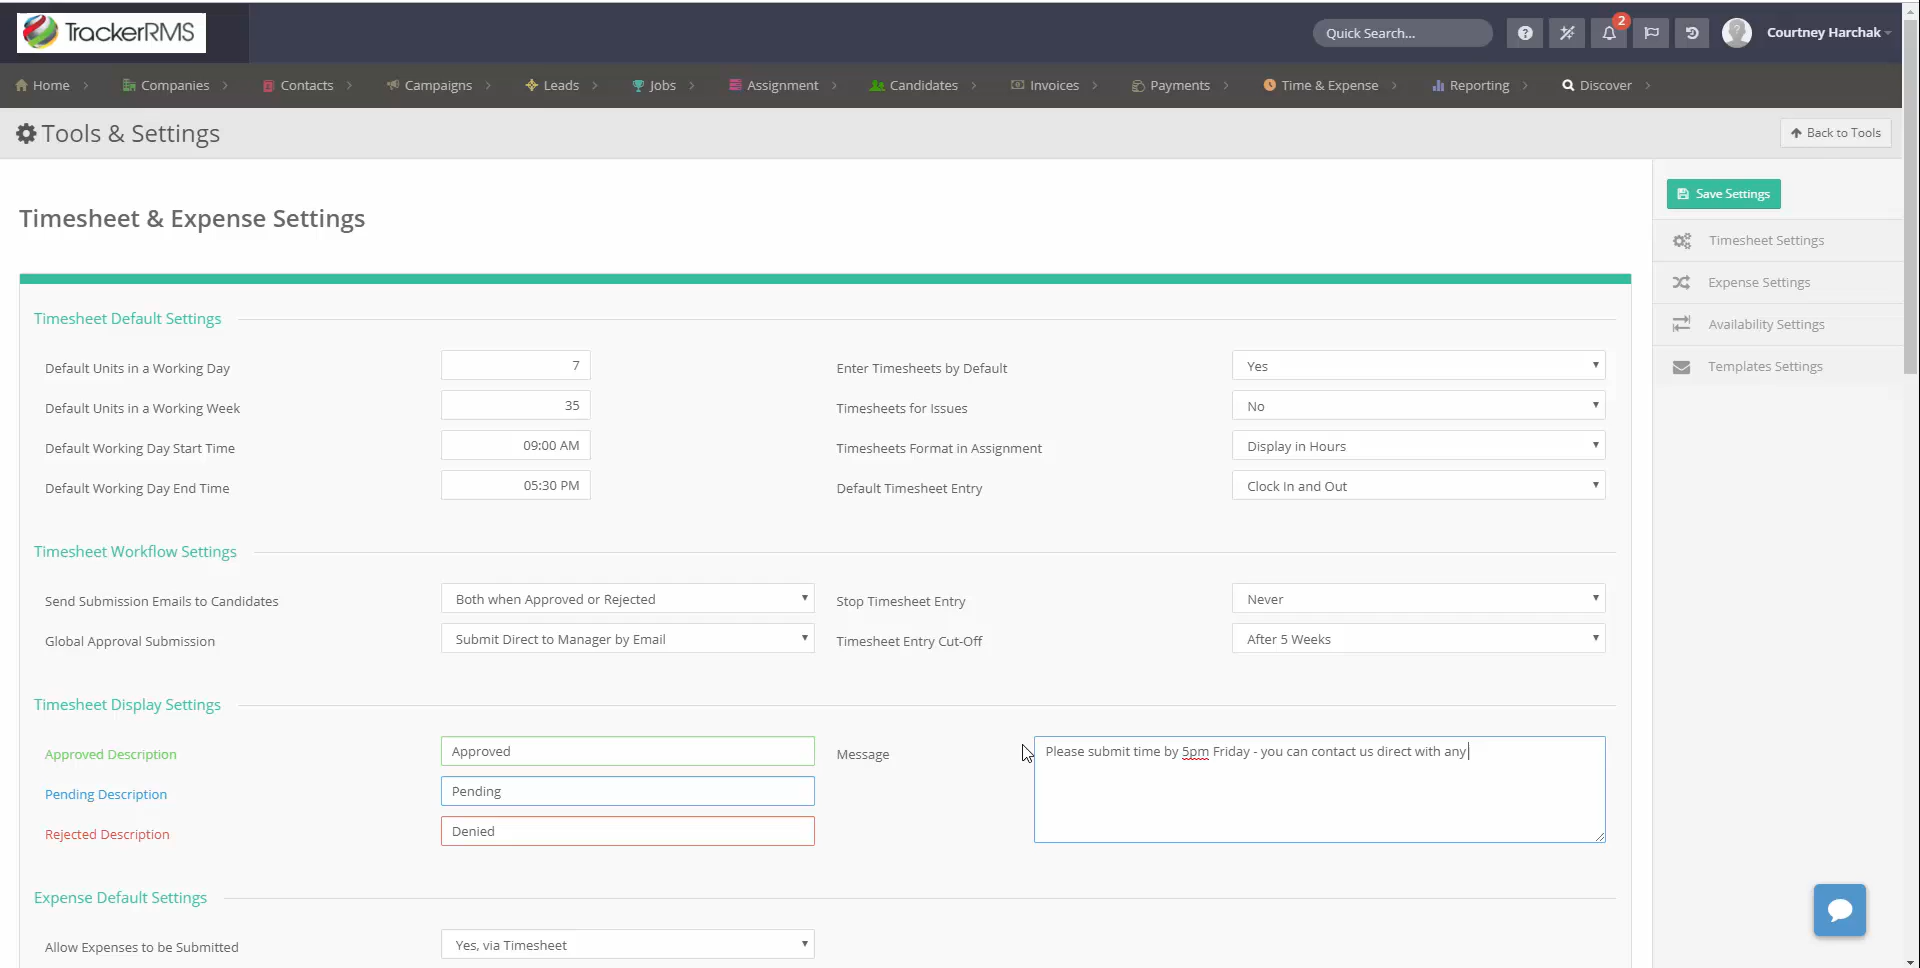 TrackerRMS
Quick Search...
2
Courtney Harchak
Home
Companies
Contacts
Campaigns
Leads
Jobs
Assignment
Candidates
Invoices
Payments
Time & Expense
Reporting
Discover
Tools & Settings
Back to Tools
Timesheet & Expense Settings
Save Settings
Timesheet Settings
Expense Settings
Availability Settings
Templates Settings
Timesheet Default Settings
Default Units in a Working Day 7 Enter Timesheets by Default Yes
Default Units in a Working Week 35 Timesheets for Issues No
Default Working Day Start Time 09:00 AM Timesheets Format in Assignment Display in Hours
Default Working Day End Time 05:30 PM Default Timesheet Entry Clock In and Out
Timesheet Workflow Settings
Send Submission Emails to Candidates Both when Approved or Rejected Stop Timesheet Entry Never
Global Approval Submission Submit Direct to Manager by Email Timesheet Entry Cut-Off After 5 Weeks
Timesheet Display Settings
Approved Description Approved Message Please submit time by 5pm Friday - you can contact us direct with any
Pending Description Pending
Rejected Description Denied
Expense Default Settings
Allow Expenses to be Submitted Yes, via Timesheet